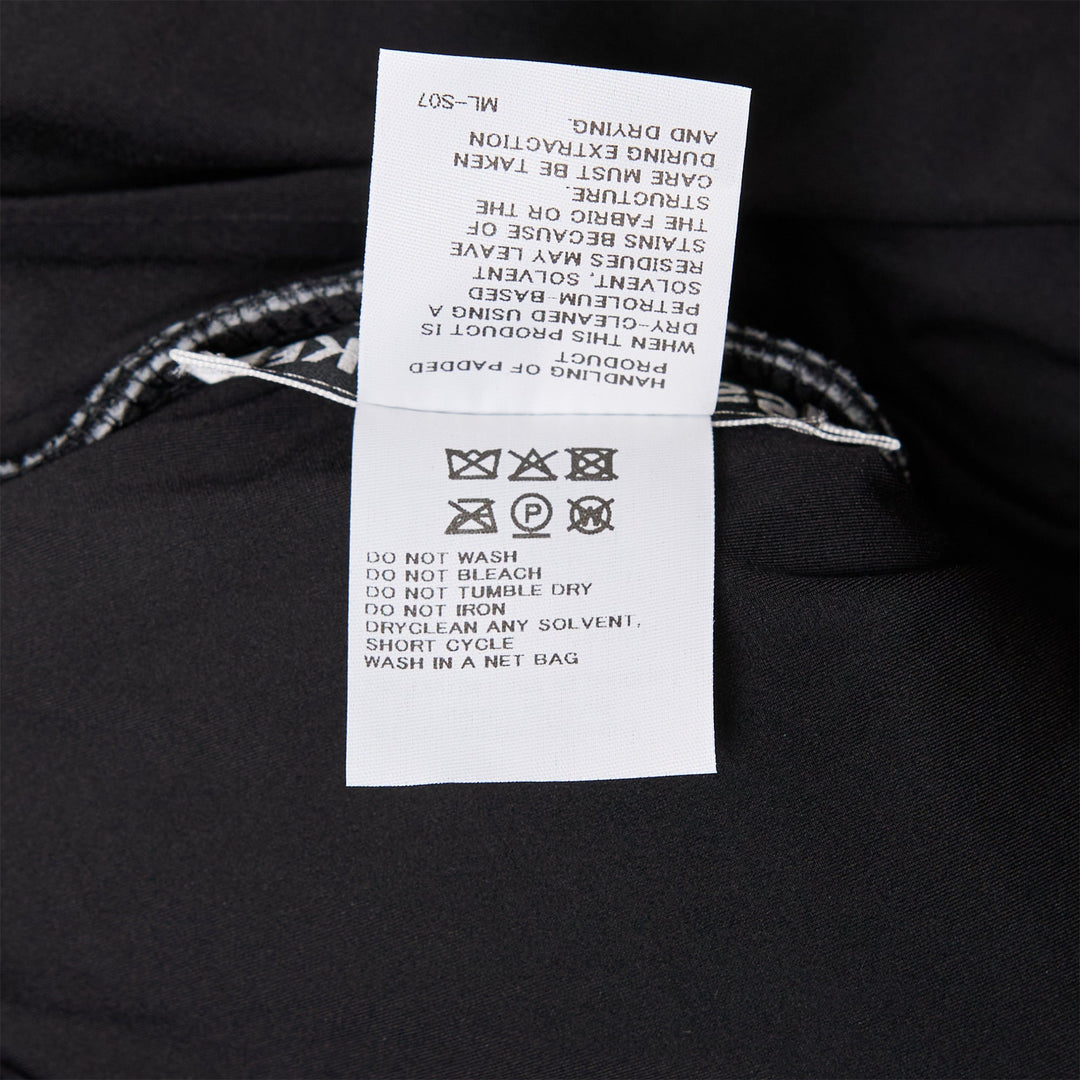 HANDLING OF PADDED
PRODUCT
WHEN THIS PRODUCT IS
DRY-CLEANED USING A
PETROLEUM-BASED
SOLVENT, SOLVENT
RESIDUES MAY LEAVE
STAINS BECAUSE OF
THE FABRIC OR THE
STRUCTURE.
CARE MUST BE TAKEN
DURING EXTRACTION
AND DRYING.
ML-S07
P
W
DO NOT WASH
DO NOT BLEACH
DO NOT TUMBLE DRY
DO NOT IRON
DRYCLEAN ANY SOLVENT,
SHORT CYCLE
WASH IN A NET BAG